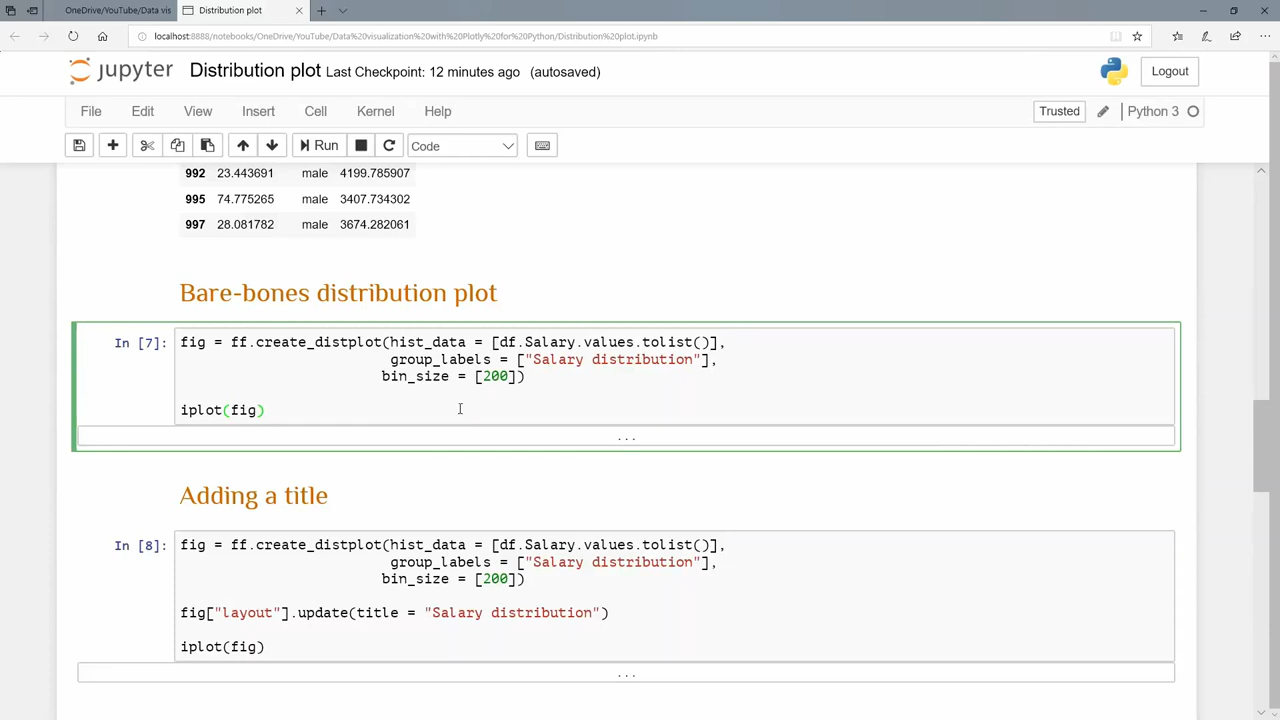 OneDrive/YouTube/Data vis
Distribution plot
localhost:8888/notebooks/OneDrive/YouTube/Data%20visualization%20with%20Plotly%20for%20Python/Distribution%20plot.ipynb
jupyter Distribution plot Last Checkpoint: 12 minutes ago (autosaved)
Logout
File Edit View Insert Cell Kernel Help
Trusted
Python 3
Run
Code
992 23.443691 male 4199.785907
995 74.775265 male 3407.734302
997 28.081782 male 3674.282061
Bare-bones distribution plot
In [7]:
fig = ff.create_distplot(hist_data = [df.Salary.values.tolist()],
group_labels = ["Salary distribution"],
bin_size = [200])
iplot(fig)
...
Adding a title
In [8]:
fig = ff.create_distplot(hist_data = [df.Salary.values.tolist()],
group_labels = ["Salary distribution"],
bin_size = [200])
fig["layout"].update(title = "Salary distribution")
iplot(fig)
...